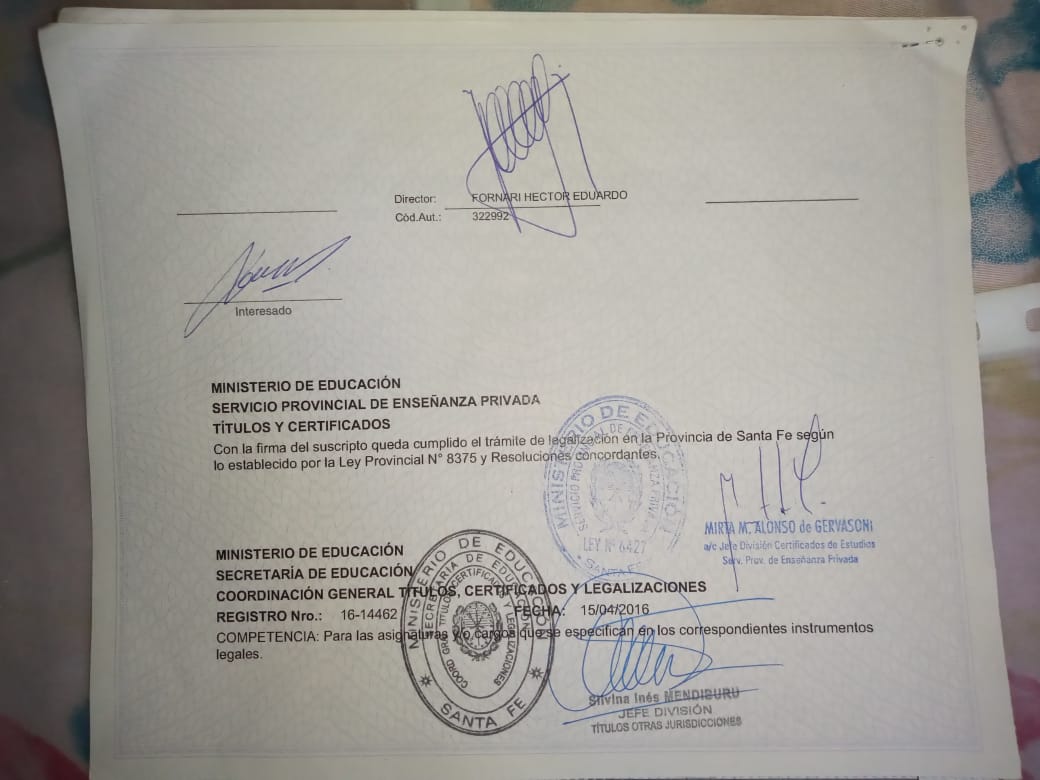 Director: FORNARI HECTOR EDUARDO
Cód.Aut.: 322992
Interesado
MINISTERIO DE EDUCACIÓN
SERVICIO PROVINCIAL DE ENSEÑANZA PRIVADA
TÍTULOS Y CERTIFICADOS
Con la firma del suscripto queda cumplido el trámite de legalización en la Provincia de Santa Fe según
lo establecido por la Ley Provincial N° 8375 y Resoluciones concordantes.
MINISTERIO DE EDUCACIÓN
SERVICIO PROVINCIAL DE ENSEÑANZA PRIVADA
LEY Nº 6427
SANTA FE
MIRTA M. ALONSO de GERVASONI
a/c Jefe División Certificados de Estudios
Serv. Prov. de Enseñanza Privada
MINISTERIO DE EDUCACIÓN
SECRETARÍA DE EDUCACIÓN
COORDINACIÓN GENERAL TÍTULOS, CERTIFICADOS Y LEGALIZACIONES
REGISTRO Nro.: 16-14462 FECHA: 15/04/2016
COMPETENCIA: Para las asignaturas y/o cargos que se especifican en los correspondientes instrumentos
legales.
MINISTERIO DE EDUCACIÓN
SECRETARIA DE EDUCACION
COORD GRAL TITULOS CERTIFICADOS Y LEGALIZACIONES
SANTA FE
Silvina Inés MENDIBURU
JEFE DIVISIÓN
TÍTULOS OTRAS JURISDICCIONES